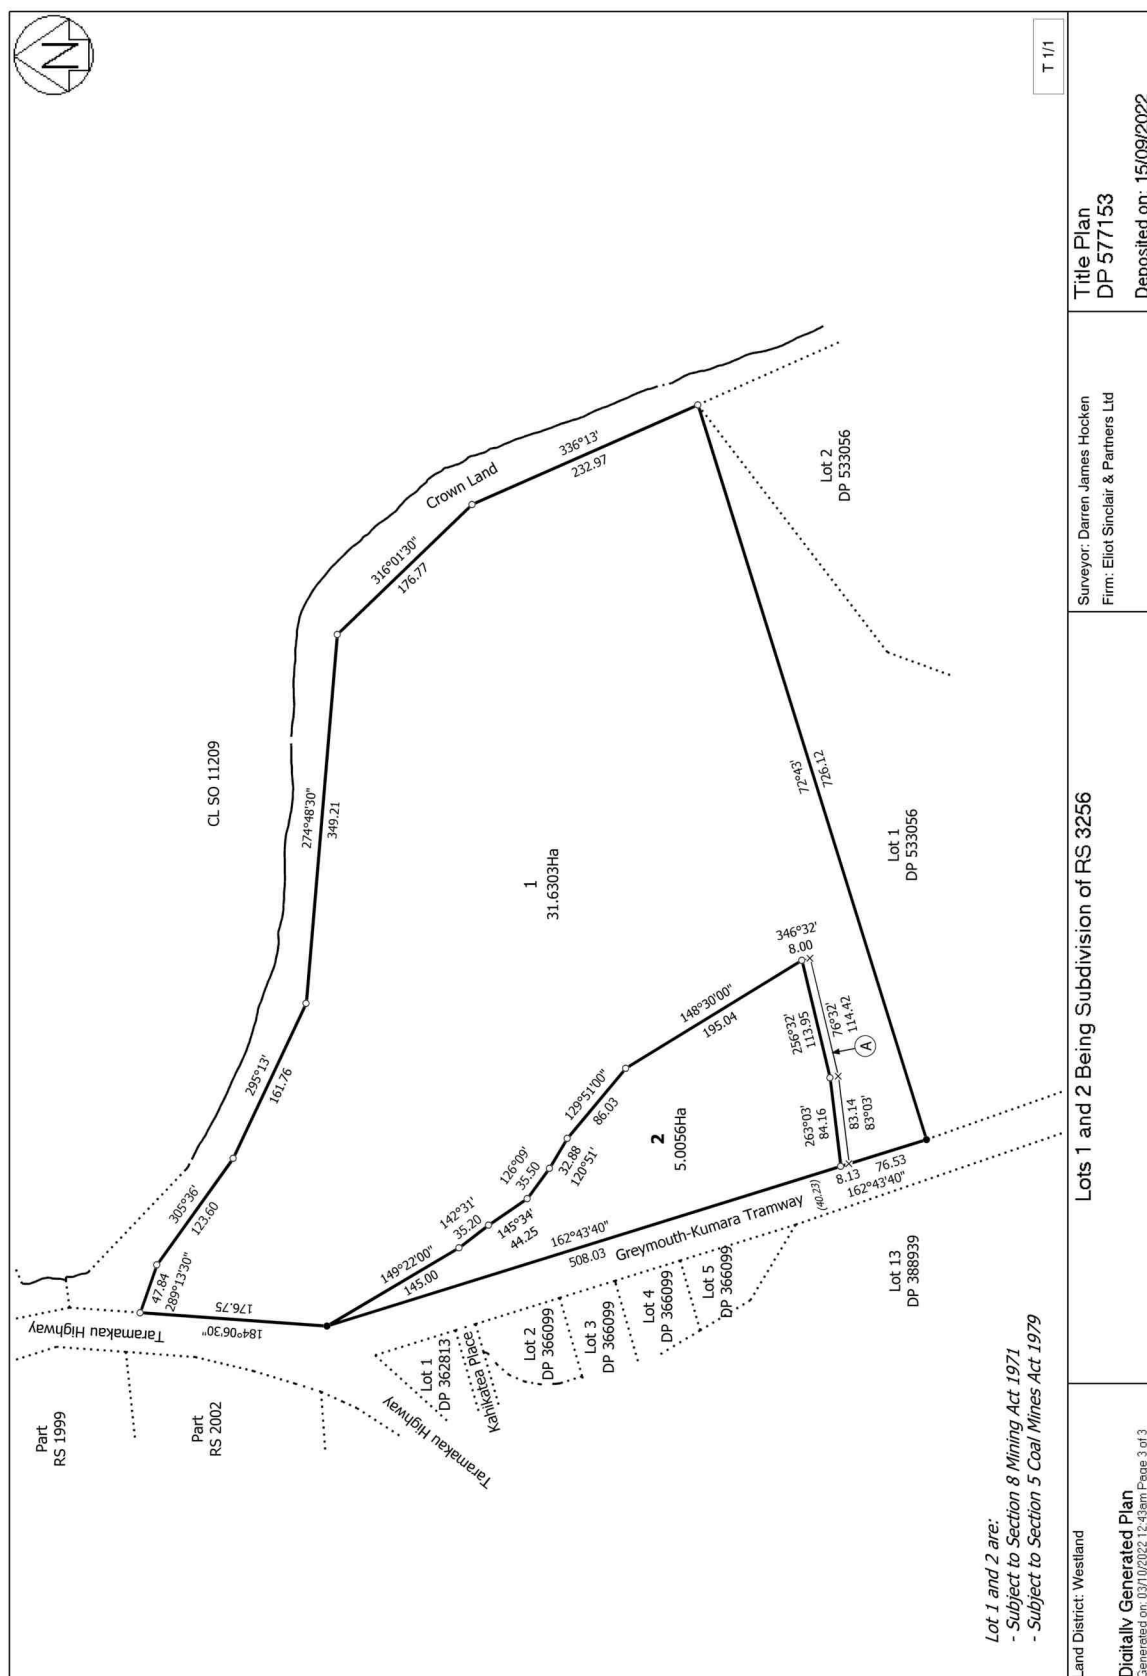 N
T 1/1
Part
RS 1999
Part
RS 2002
Taramakau Highway
CL SO 11209
47.84
289°13'30"
305°36'
123.60
295°13'
161.76
274°48'30"
349.21
316°01'30"
176.77
Crown Land
336°13'
232.97
184°06'30"
176.75
149°22'00"
145.00
142°31'
35.20
145°34'
44.25
126°09'
35.50
32.88
120°51'
129°51'00"
86.03
148°30'00"
195.04
1
31.6303Ha
2
5.0056Ha
346°32'
8.00
256°32'
113.95
76°32'
114.42
A
263°03'
84.16
83.14
83°03'
72°43'
726.12
Lot 2
DP 533056
Lot 1
DP 533056
162°43'40"
508.03
Greymouth-Kumara Tramway
(40.23)
8.13
76.53
162°43'40"
Lot 1
DP 362813
Kahikatea Place
Lot 2
DP 366099
Lot 3
DP 366099
Lot 4
DP 366099
Lot 5
DP 366099
Taramakau Highway
Lot 13
DP 388939
Lot 1 and 2 are:
- Subject to Section 8 Mining Act 1971
- Subject to Section 5 Coal Mines Act 1979
Land District: Westland
Digitally Generated Plan
Generated on: 03/10/2022 12:43am Page 3 of 3
Lots 1 and 2 Being Subdivision of RS 3256
Surveyor: Darren James Hocken
Firm: Eliot Sinclair & Partners Ltd
Title Plan
DP 577153
Deposited on: 15/09/2022